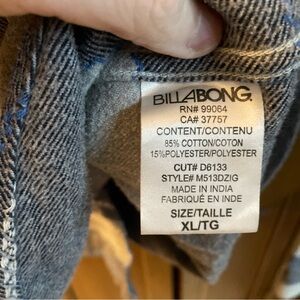 BILLABONG
RN# 99064
CA# 37757
CONTENT/CONTENU
85% COTTON/COTON
15%POLYESTER/POLYESTER
CUT# D6133
STYLE# M513DZIG
MADE IN INDIA
FABRIQUÉ EN INDE
SIZE/TAILLE
XL/TG